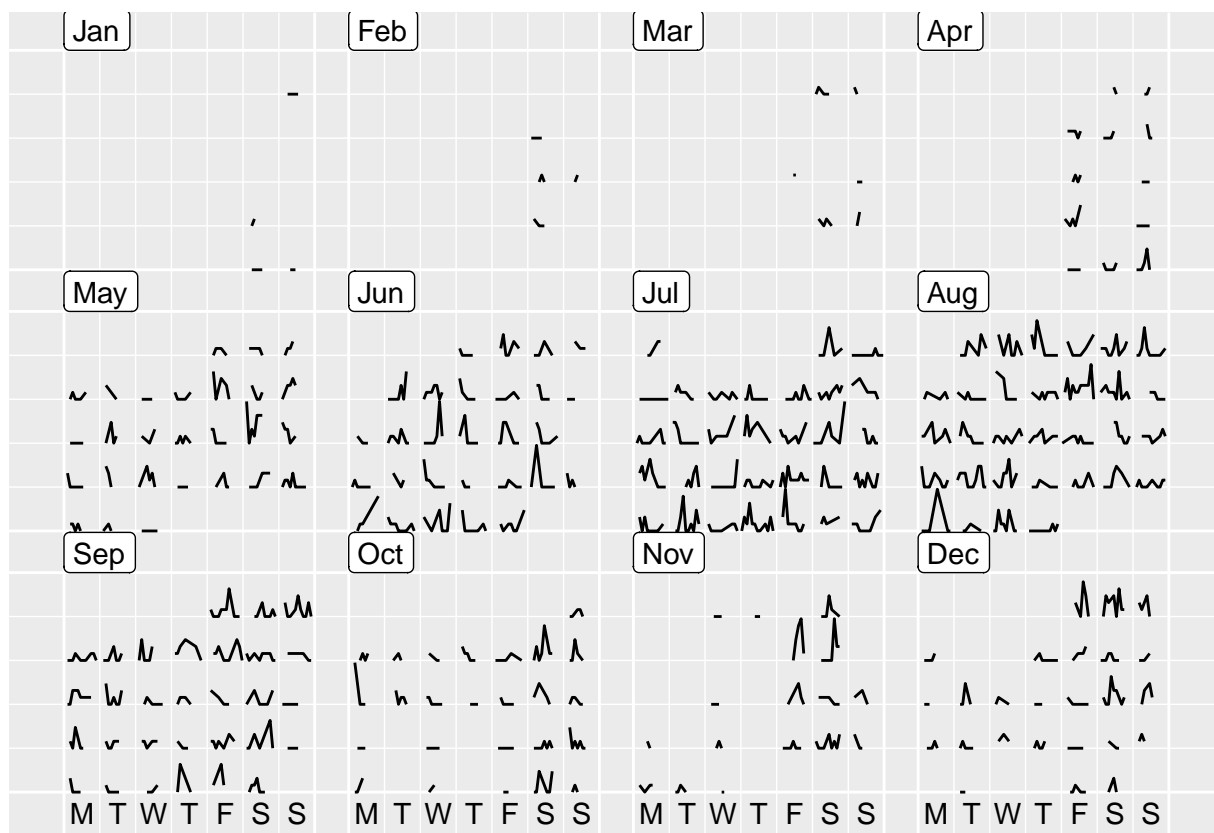 Jan Feb Mar Apr
May Jun Jul Aug
Sep Oct Nov Dec
M T W T F S S M T W T F S S M T W T F S S M T W T F S S